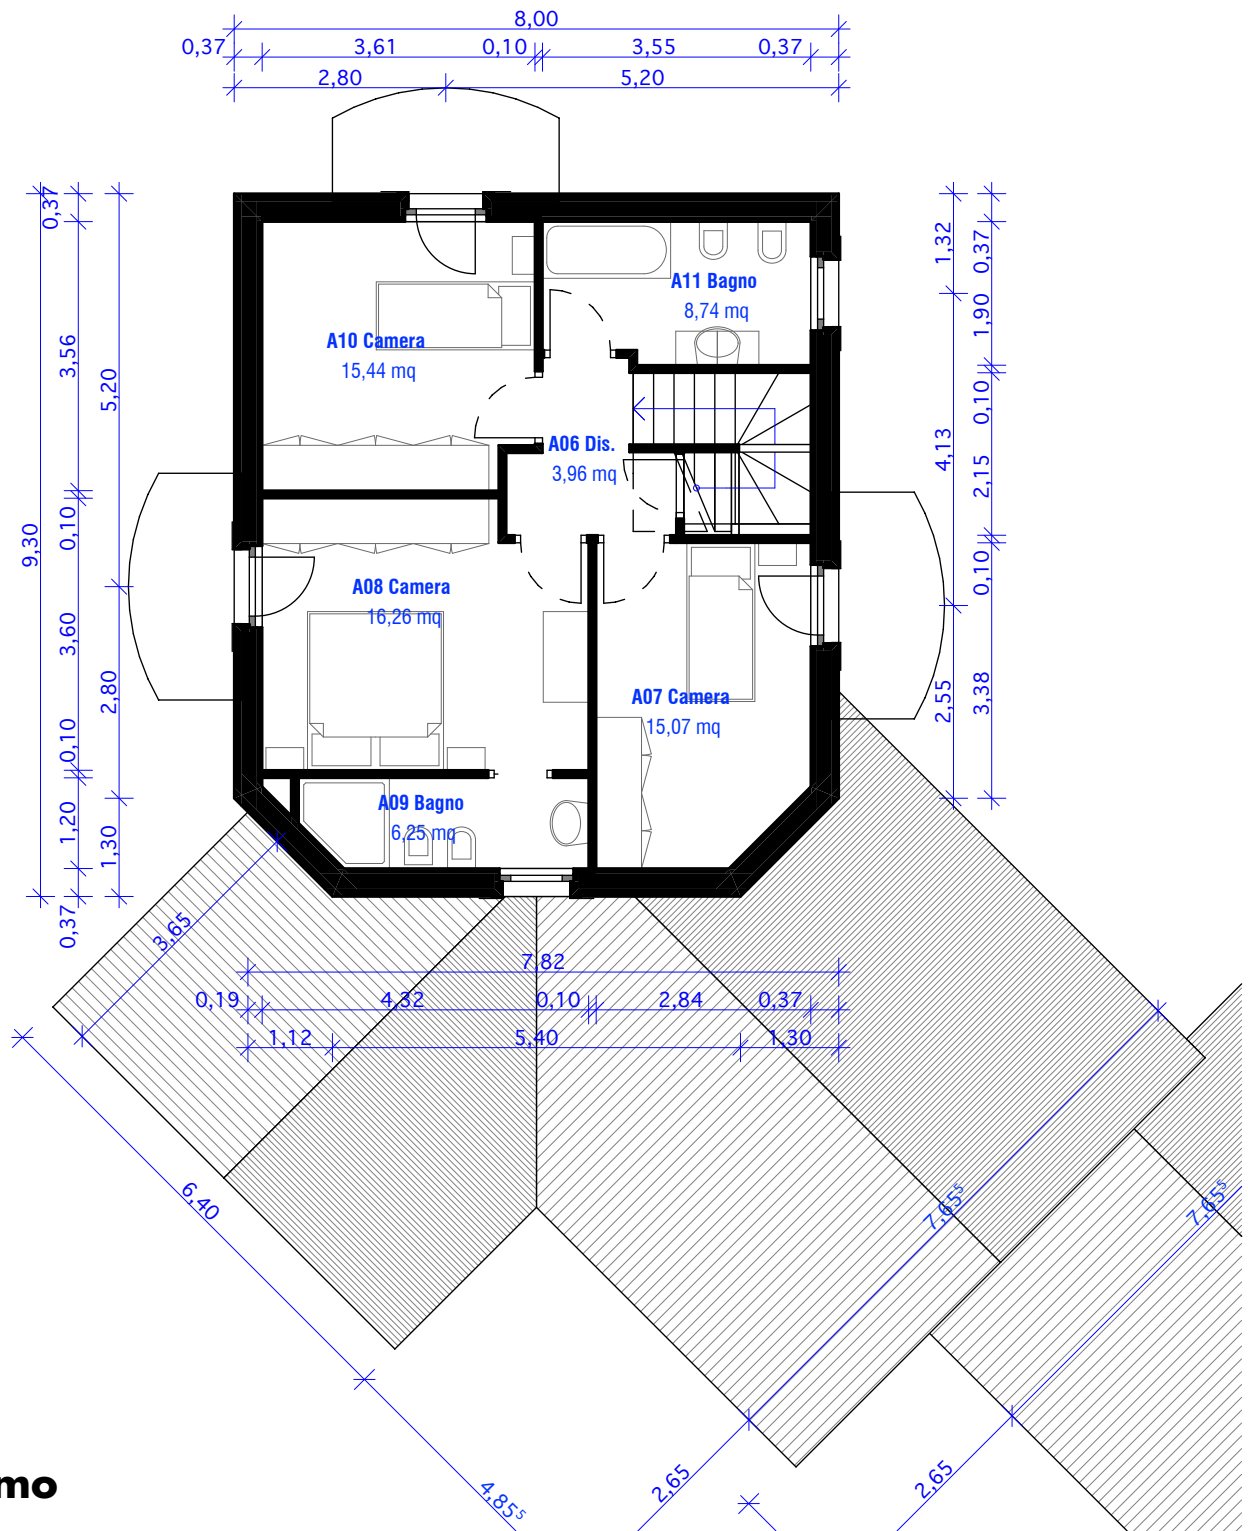 8,00
0,37 3,61 0,10 3,55 0,37
2,80 5,20
0,37
3,56
0,10
3,60
0,10
1,20
0,37
9,30
5,20
2,80
1,30
1,32
4,13
2,55
0,37
1,90
0,10
2,15
0,10
3,38
A11 Bagno
8,74 mq
A10 Camera
15,44 mq
A06 Dis.
3,96 mq
A08 Camera
16,26 mq
A07 Camera
15,07 mq
A09 Bagno
6,25 mq
3,65
7,82
0,19 4,32 0,10 2,84 0,37
1,12 5,40 1,30
6,40
7,65⁵
7,65⁵
4,85⁵
2,65
2,65
mo